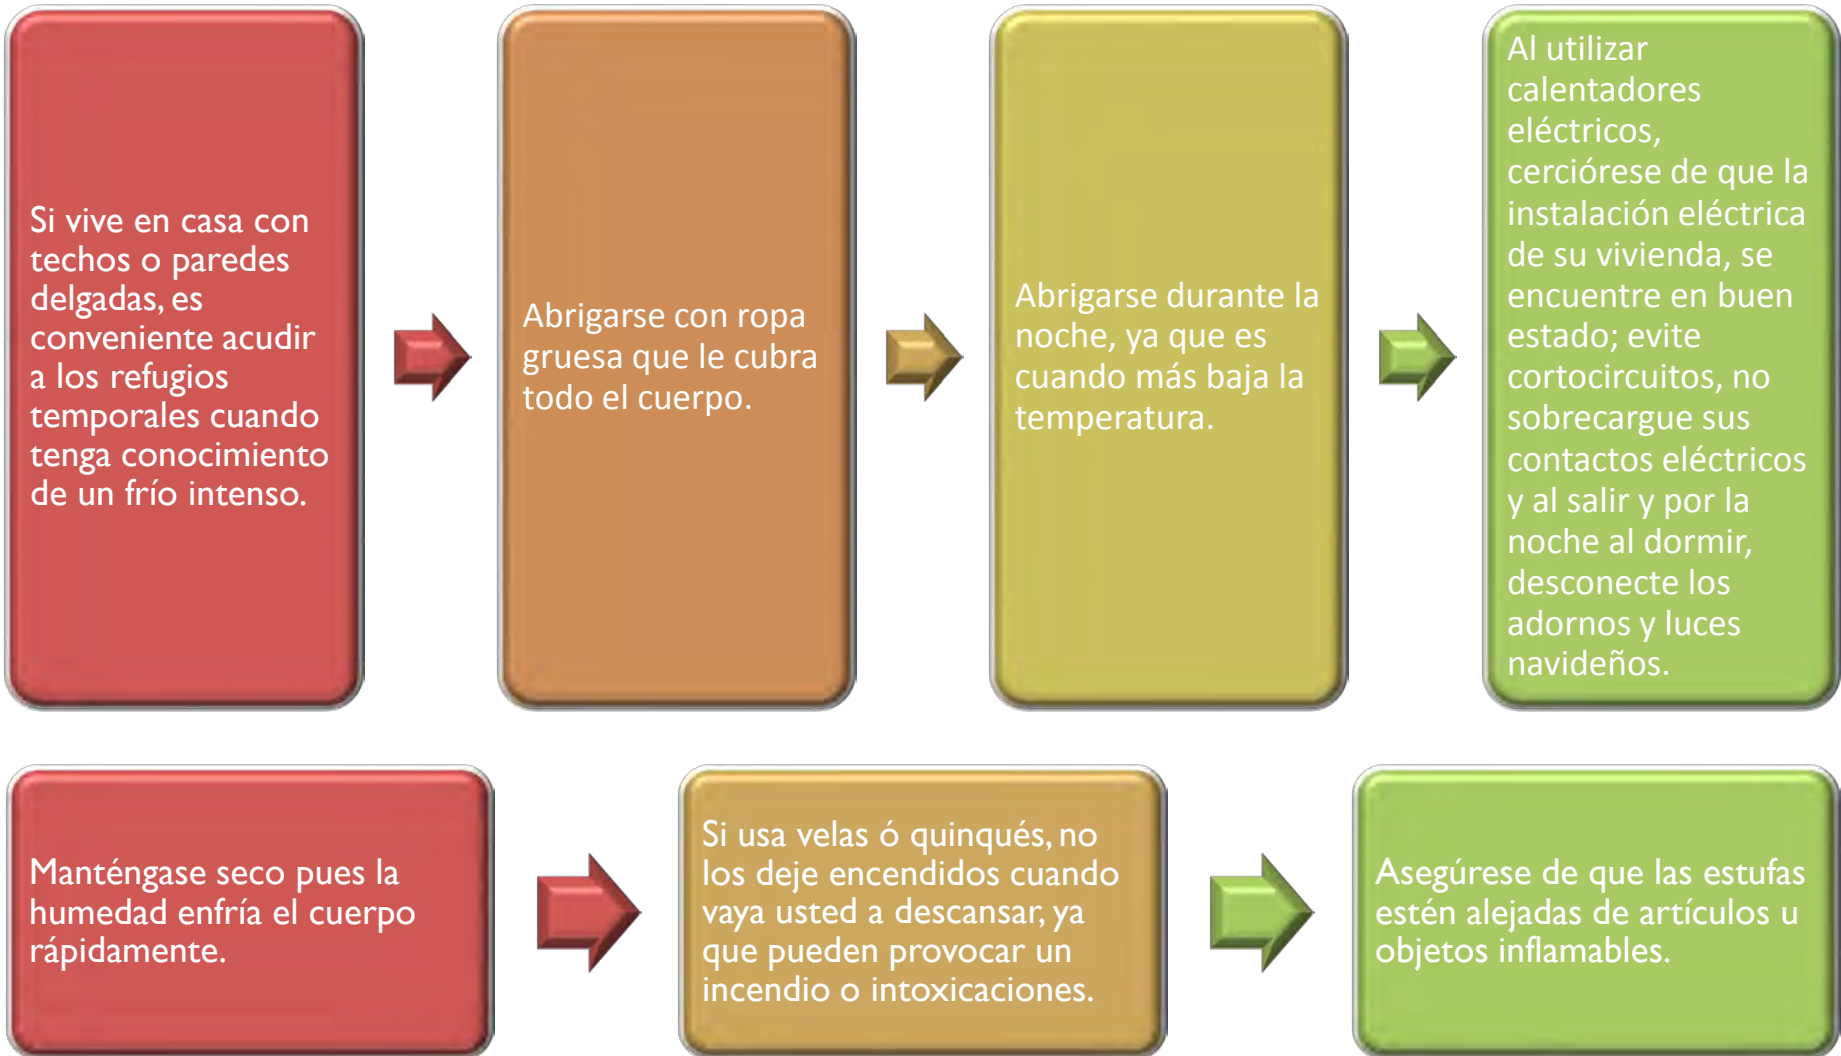 Si vive en casa con
techos o paredes
delgadas, es
conveniente acudir
a los refugios
temporales cuando
tenga conocimiento
de un frío intenso.
Abrigarse con ropa
gruesa que le cubra
todo el cuerpo.
Abrigarse durante la
noche, ya que es
cuando más baja la
temperatura.
Al utilizar
calentadores
eléctricos,
cerciórese de que la
instalación eléctrica
de su vivienda, se
encuentre en buen
estado; evite
cortocircuitos, no
sobrecargue sus
contactos eléctricos
y al salir y por la
noche al dormir,
desconecte los
adornos y luces
navideños.
Manténgase seco pues la
humedad enfría el cuerpo
rápidamente.
Si usa velas ó quinqués, no
los deje encendidos cuando
vaya usted a descansar, ya
que pueden provocar un
incendio o intoxicaciones.
Asegúrese de que las estufas
estén alejadas de artículos u
objetos inflamables.